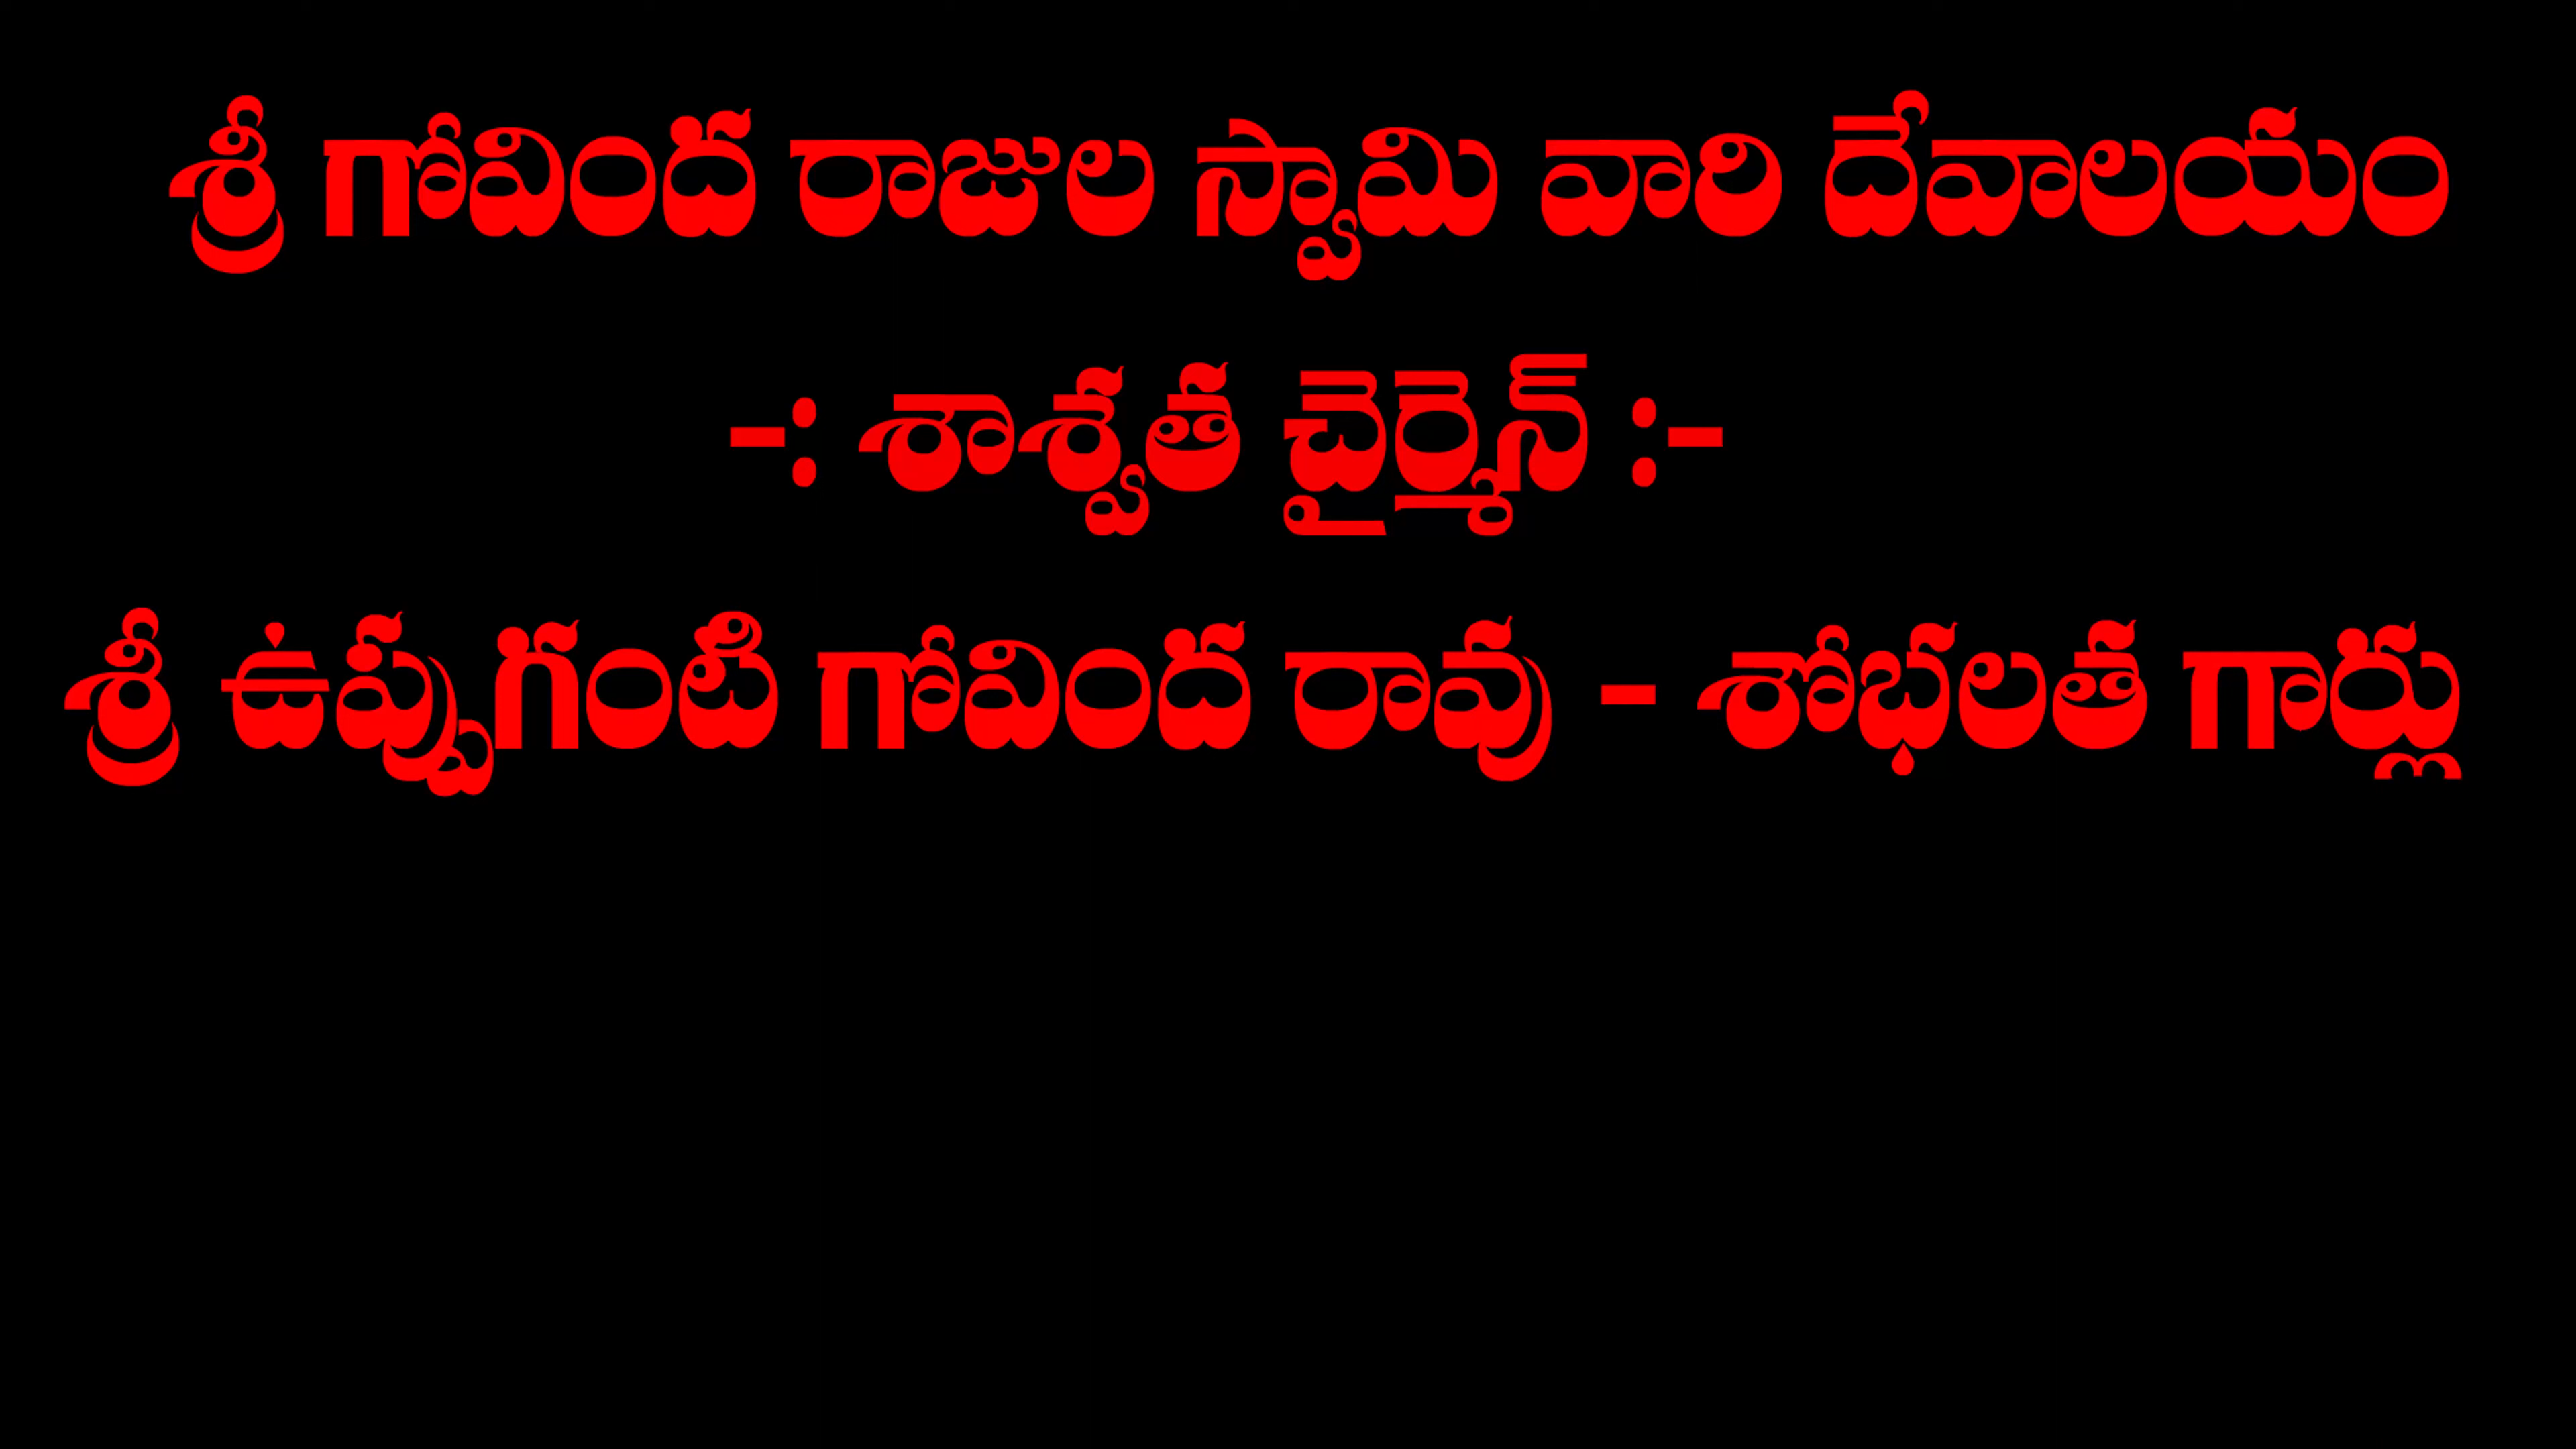 శ్రీ గోవింద రాజుల స్వామి వారి దేవాలయం
-: శాశ్వత ఛైర్మెన్ :-
శ్రీ ఉప్పుగంటి గోవింద రావు - శోభలత గార్లు